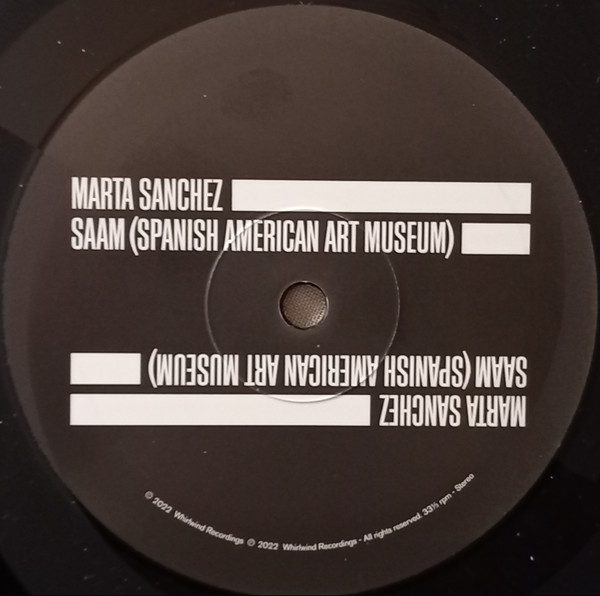 MARTA SANCHEZ
SAAM (SPANISH AMERICAN ART MUSEUM)
SAAM (SPANISH AMERICAN ART MUSEUM)
MARTA SANCHEZ
© 2022 Whirlwind Recordings © 2022 Whirlwind Recordings - All rights reserved. 33⅓ rpm - Stereo